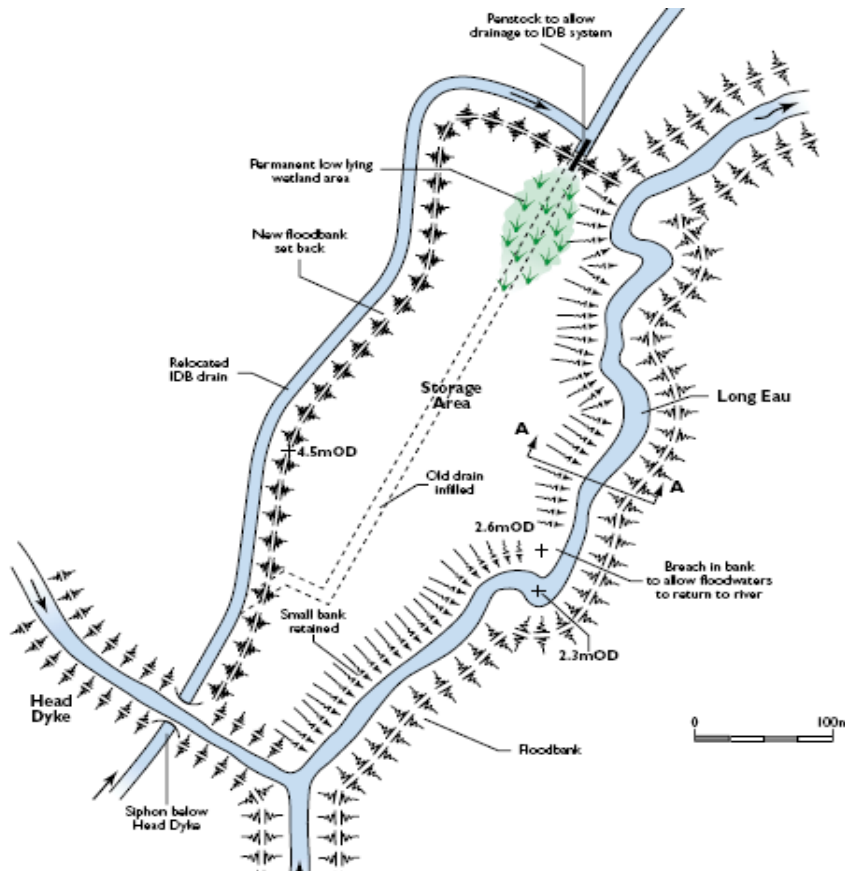 Penstock to allow
drainage to IDB system
Permanent low lying
wetland area
New floodbank
set back
Relocated
IDB drain
Storage
Area
Long Eau
A
A
4.5mOD
Old drain
infilled
2.6mOD
Breach in bank
to allow floodwaters
to return to river
Small bank
retained
2.3mOD
Head
Dyke
0
100m
Floodbank
Siphon below
Head Dyke